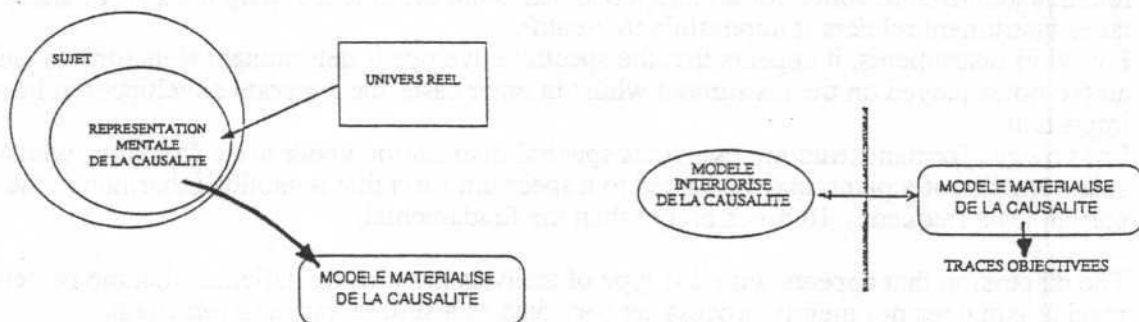 SUJET
UNIVERS REEL
REPRESENTATION
MENTALE
DE LA CAUSALITE
MODELE MATERIALISE
DE LA CAUSALITE
MODELE
INTERIORISE
DE LA CAUSALITE
MODELE MATERIALISE
DE LA CAUSALITE
TRACES OBJECTIVEES